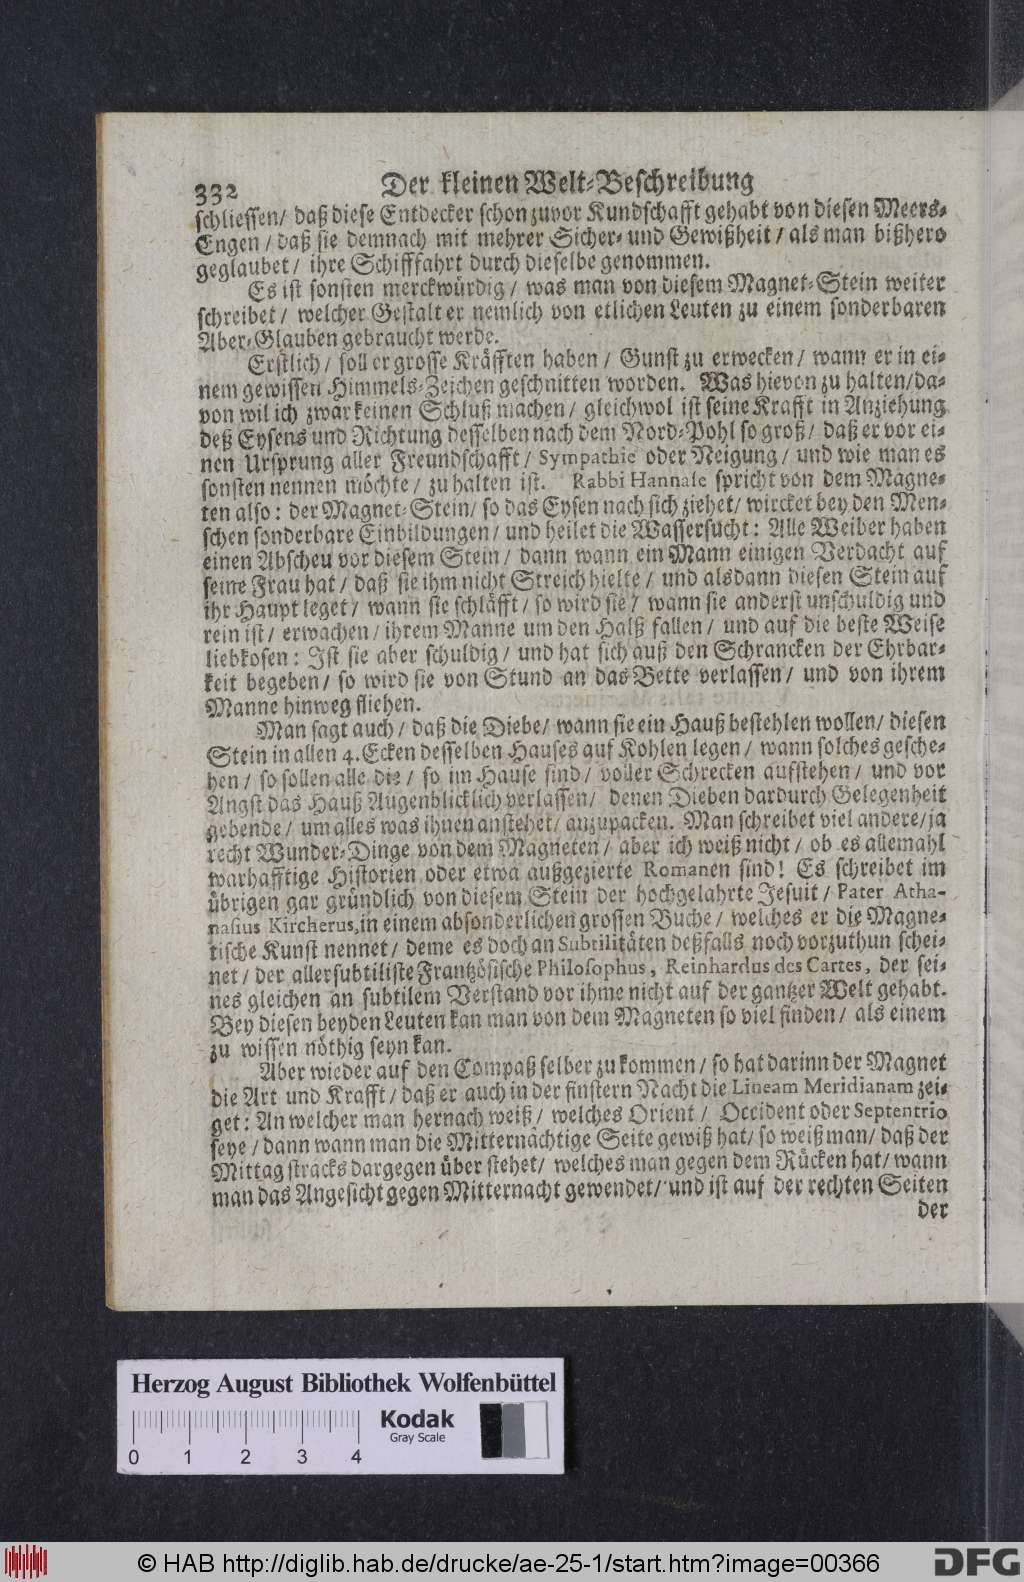 332 Der kleinen Welt-Beschreibung
schliessen/ daß diese Entdecker schon zuvor Kundschafft gehabt von diesen Meers-
Engen/ daß sie demnach mit mehrer Sicher- und Gewißheit/ als man bißhero
geglaubet/ ihre Schifffahrt durch dieselbe genommen.
Es ist sonsten merckwürdig/ was man von diesem Magnet-Stein weiter
schreibet/ welcher Gestalt er nemlich von etlichen Leuten zu einem sonderbaren
Aber-Glauben gebraucht werde.
Erstlich/ soll er grosse Kräfften haben/ Gunst zu erwecken/ wann er in ei-
nem gewissen Himmels-Zeichen geschnitten worden. Was hievon zu halten/ da-
von wil ich zwar keinen Schluß machen/ gleichwol ist seine Krafft in Anziehung
deß Eysens und Richtung desselben nach dem Nord-Pohl so groß/ daß er vor ei-
nen Ursprung aller Freundschafft/ Sympathie oder Neigung/ und wie man es
sonsten nennen möchte/ zu halten ist. Rabbi Hannase spricht von dem Magne-
ten also: der Magnet-Stein/ so das Eysen nach sich ziehet/ wircket bey den Men-
schen sonderbare Einbildungen/ und heilet die Wassersucht: Alle Weiber haben
einen Abscheu vor diesem Stein/ dann wann ein Mann einigen Verdacht auf
seine Frau hat/ daß sie ihm nicht Streich hielte/ und alsdann diesen Stein auf
ihr Haupt leget/ wann sie schläfft/ so wird sie/ wann sie anderst unschuldig und
rein ist/ erwachen/ ihrem Manne um den Halß fallen/ und auf die beste Weise
liebkosen: Ist sie aber schuldig/ und hat sich auß den Schrancken der Ehrbar-
keit begeben/ so wird sie von Stund an das Bette verlassen/ und von ihrem
Manne hinweg fliehen.
Man sagt auch/ daß die Diebe/ wann sie ein Hauß bestehlen wollen/ diesen
Stein in allen 4. Ecken desselben Hauses auf Kohlen legen/ wann solches gesche-
hen/ so sollen alle die/ so im Hause sind/ voller Schrecken aufstehen/ und vor
Angst das Hauß Augenblicklich verlassen/ denen Dieben dardurch Gelegenheit
gebende/ um alles was ihnen anstehet/ anzupacken. Man schreibet viel andere/ ja
recht Wunder-Dinge von dem Magneten/ aber ich weiß nicht/ ob es allemahl
warhafftige Historien oder etwa außgezierte Romanen sind! Es schreibet im
übrigen gar gründlich von diesem Stein der hochgelahrte Jesuit/ Pater Atha-
nasius Kircherus, in einem absonderlichen grossen Buche/ welches er die Magne-
tische Kunst nennet/ deme es doch an Subtilitäten deßfalls noch vorzuthun schei-
net/ der allersubtiliste Frantzösische Philosophus, Reinhardus des Cartes, der sei-
nes gleichen an subtilem Verstand vor ihme nicht auf der gantzer Welt gehabt.
Bey diesen beyden Leuten kan man von dem Magneten so viel finden/ als einem
zu wissen nöthig seyn kan.
Aber wieder auf den Compaß selber zu kommen/ so hat darinn der Magnet
die Art und Krafft/ daß er auch in der finstern Nacht die Lineam Meridianam zei-
get: An welcher man hernach weiß/ welches Orient/ Occident oder Septentrio
seye/ dann wann man die Mitternächtige Seite gewiß hat/ so weiß man/ daß der
Mittag stracks dargegen über stehet/ welches man gegen dem Rücken hat/ wann
man das Angesicht gegen Mitternacht gewendet/ und ist auf der rechten Seiten
der
Herzog August Bibliothek Wolfenbüttel
Kodak
Gray Scale
0 1 2 3 4
© HAB http://diglib.hab.de/drucke/ae-25-1/start.htm?image=00366
DFG